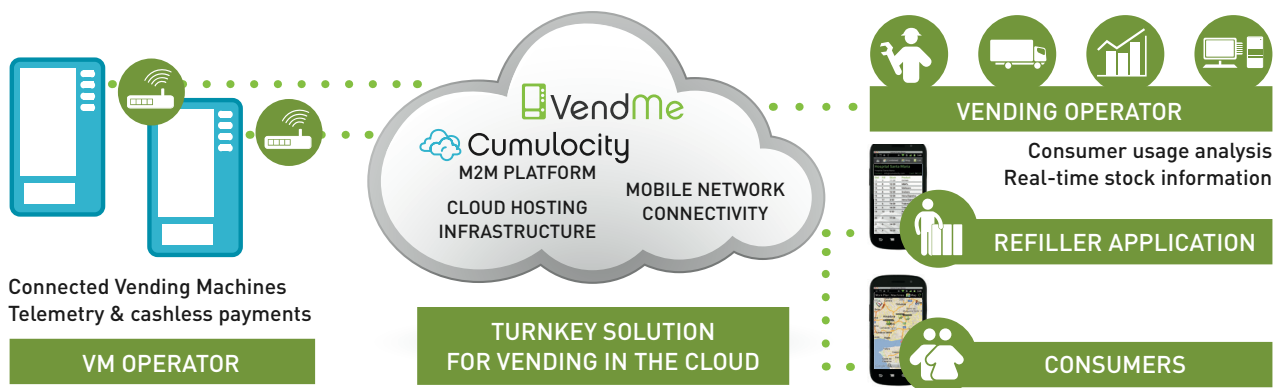 Connected Vending Machines
Telemetry & cashless payments
VM OPERATOR
VendMe
Cumulocity
M2M PLATFORM
CLOUD HOSTING
INFRASTRUCTURE
MOBILE NETWORK
CONNECTIVITY
TURNKEY SOLUTION
FOR VENDING IN THE CLOUD
VENDING OPERATOR
Consumer usage analysis
Real-time stock information
REFILLER APPLICATION
CONSUMERS